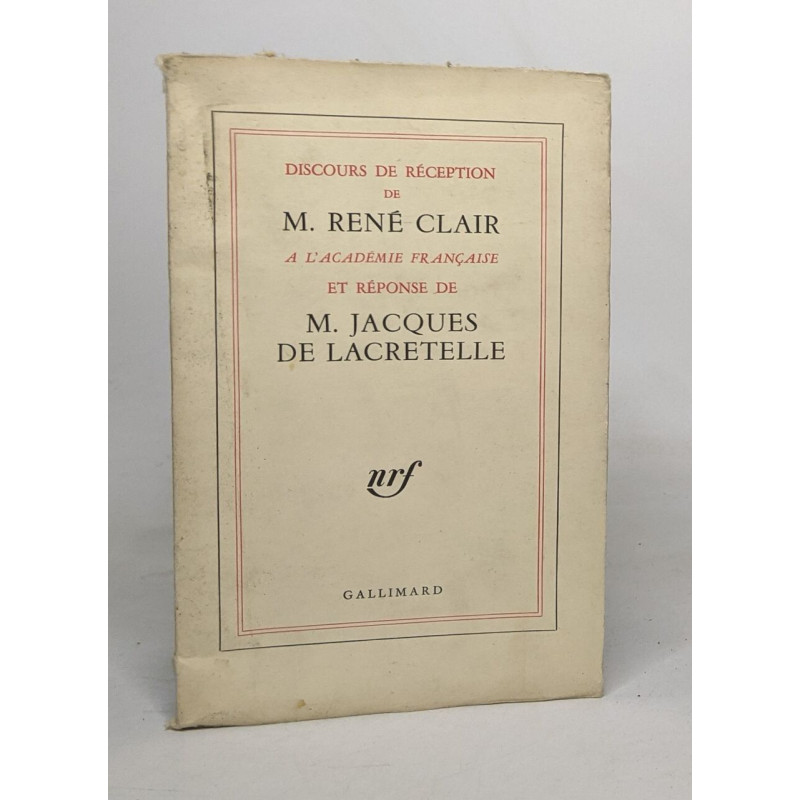 DISCOURS DE RÉCEPTION
DE
M. RENÉ CLAIR
A L'ACADÉMIE FRANÇAISE
ET RÉPONSE DE
M. JACQUES
DE LACRETELLE
nrf
GALLIMARD